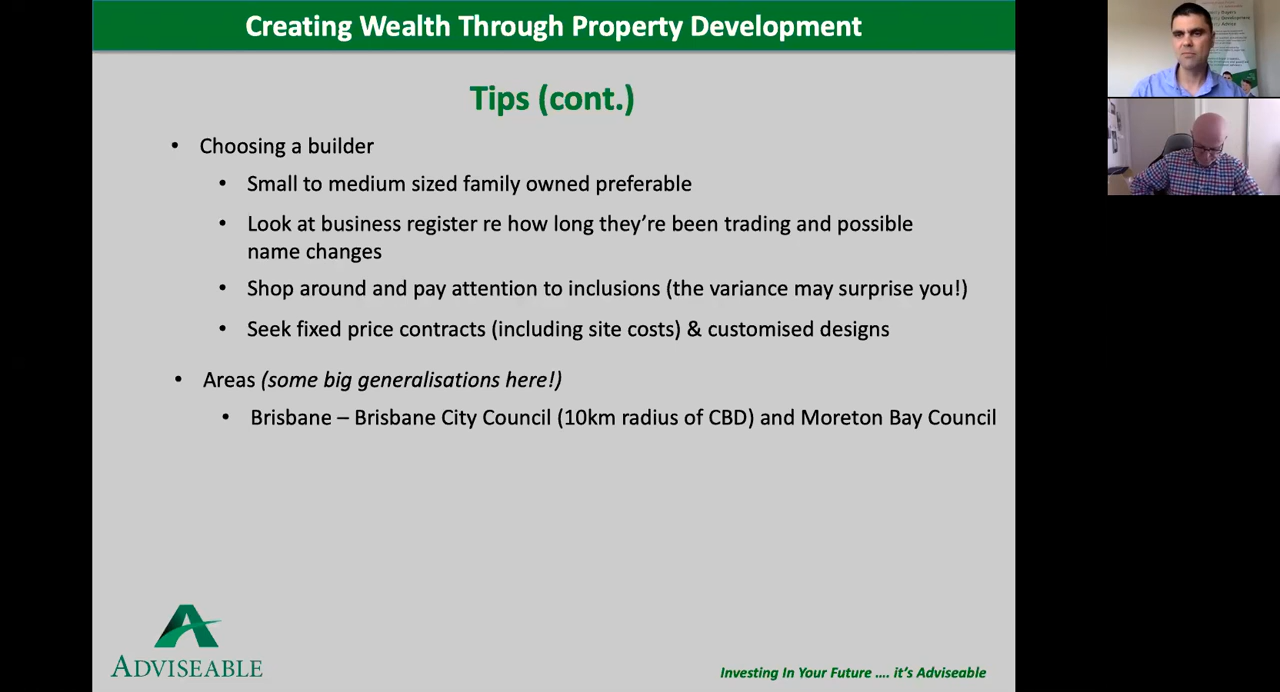 Creating Wealth Through Property Development
Tips (cont.)
• Choosing a builder
• Small to medium sized family owned preferable
• Look at business register re how long they’re been trading and possible
name changes
• Shop around and pay attention to inclusions (the variance may surprise you!)
• Seek fixed price contracts (including site costs) & customised designs
• Areas (some big generalisations here!)
• Brisbane – Brisbane City Council (10km radius of CBD) and Moreton Bay Council
ADVISEABLE
Investing In Your Future .... it’s Adviseable